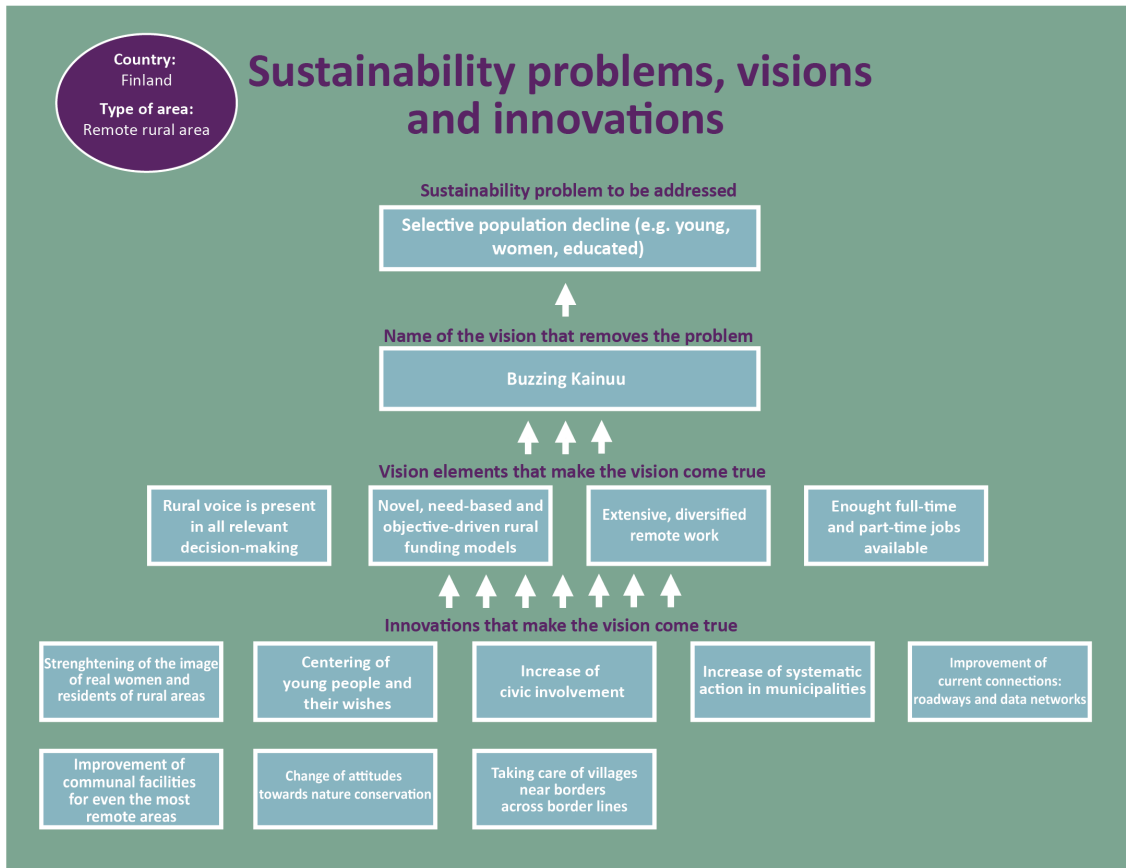 Country:
Finland
Type of area:
Remote rural area
Sustainability problems, visions
and innovations
Sustainability problem to be addressed
Selective population decline (e.g. young,
women, educated)
Name of the vision that removes the problem
Buzzing Kainuu
Vision elements that make the vision come true
Rural voice is present
in all relevant
decision-making
Novel, need-based and
objective-driven rural
funding models
Extensive, diversified
remote work
Enought full-time
and part-time jobs
available
Innovations that make the vision come true
Strenghtening of the image
of real women and
residents of rural areas
Centering of
young people and
their wishes
Increase of
civic involvement
Increase of systematic
action in municipalities
Improvement of
current connections:
roadways and data networks
Improvement of
communal facilities
for even the most
remote areas
Change of attitudes
towards nature conservation
Taking care of villages
near borders
across border lines